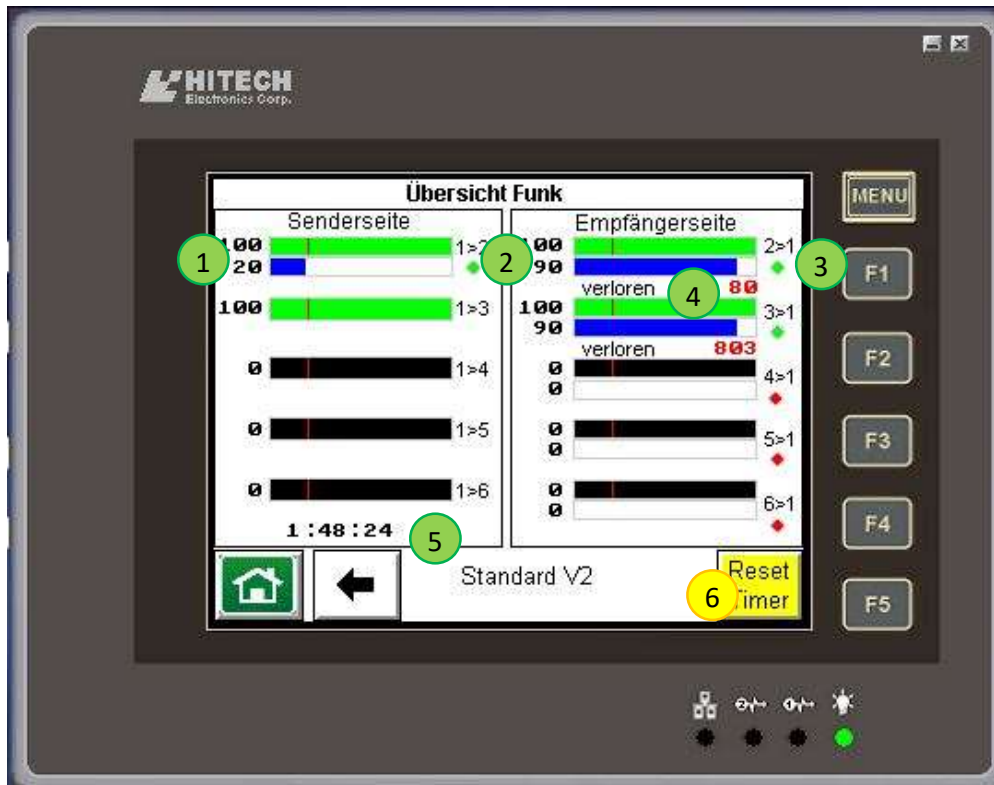 HITECH
Electronics Corp.
MENU
F1
F2
F3
F4
F5
Übersicht Funk
Senderseite
100
20
1
1>2
100
1>3
0
1>4
0
1>5
0
1>6
1:48:24
5
Empfängerseite
2
100
90
2>1
3
verloren 4 80
100
90
3>1
verloren 803
0
0
4>1
0
0
5>1
0
0
6>1
Standard V2
Reset
6 Timer